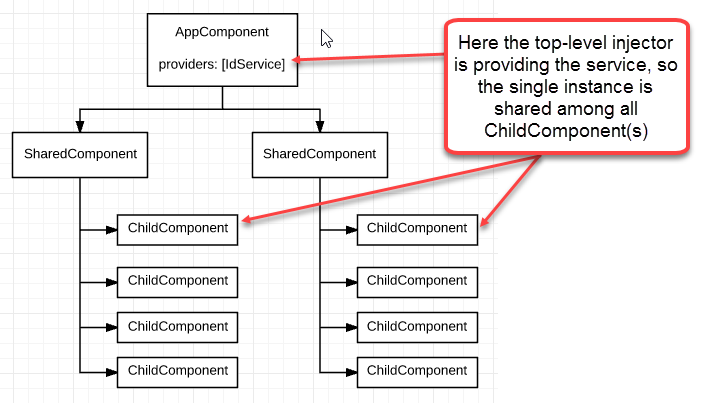 AppComponent
providers: [IdService]
Here the top-level injector
is providing the service, so
the single instance is
shared among all
ChildComponent(s)
SharedComponent
SharedComponent
ChildComponent
ChildComponent
ChildComponent
ChildComponent
ChildComponent
ChildComponent
ChildComponent
ChildComponent